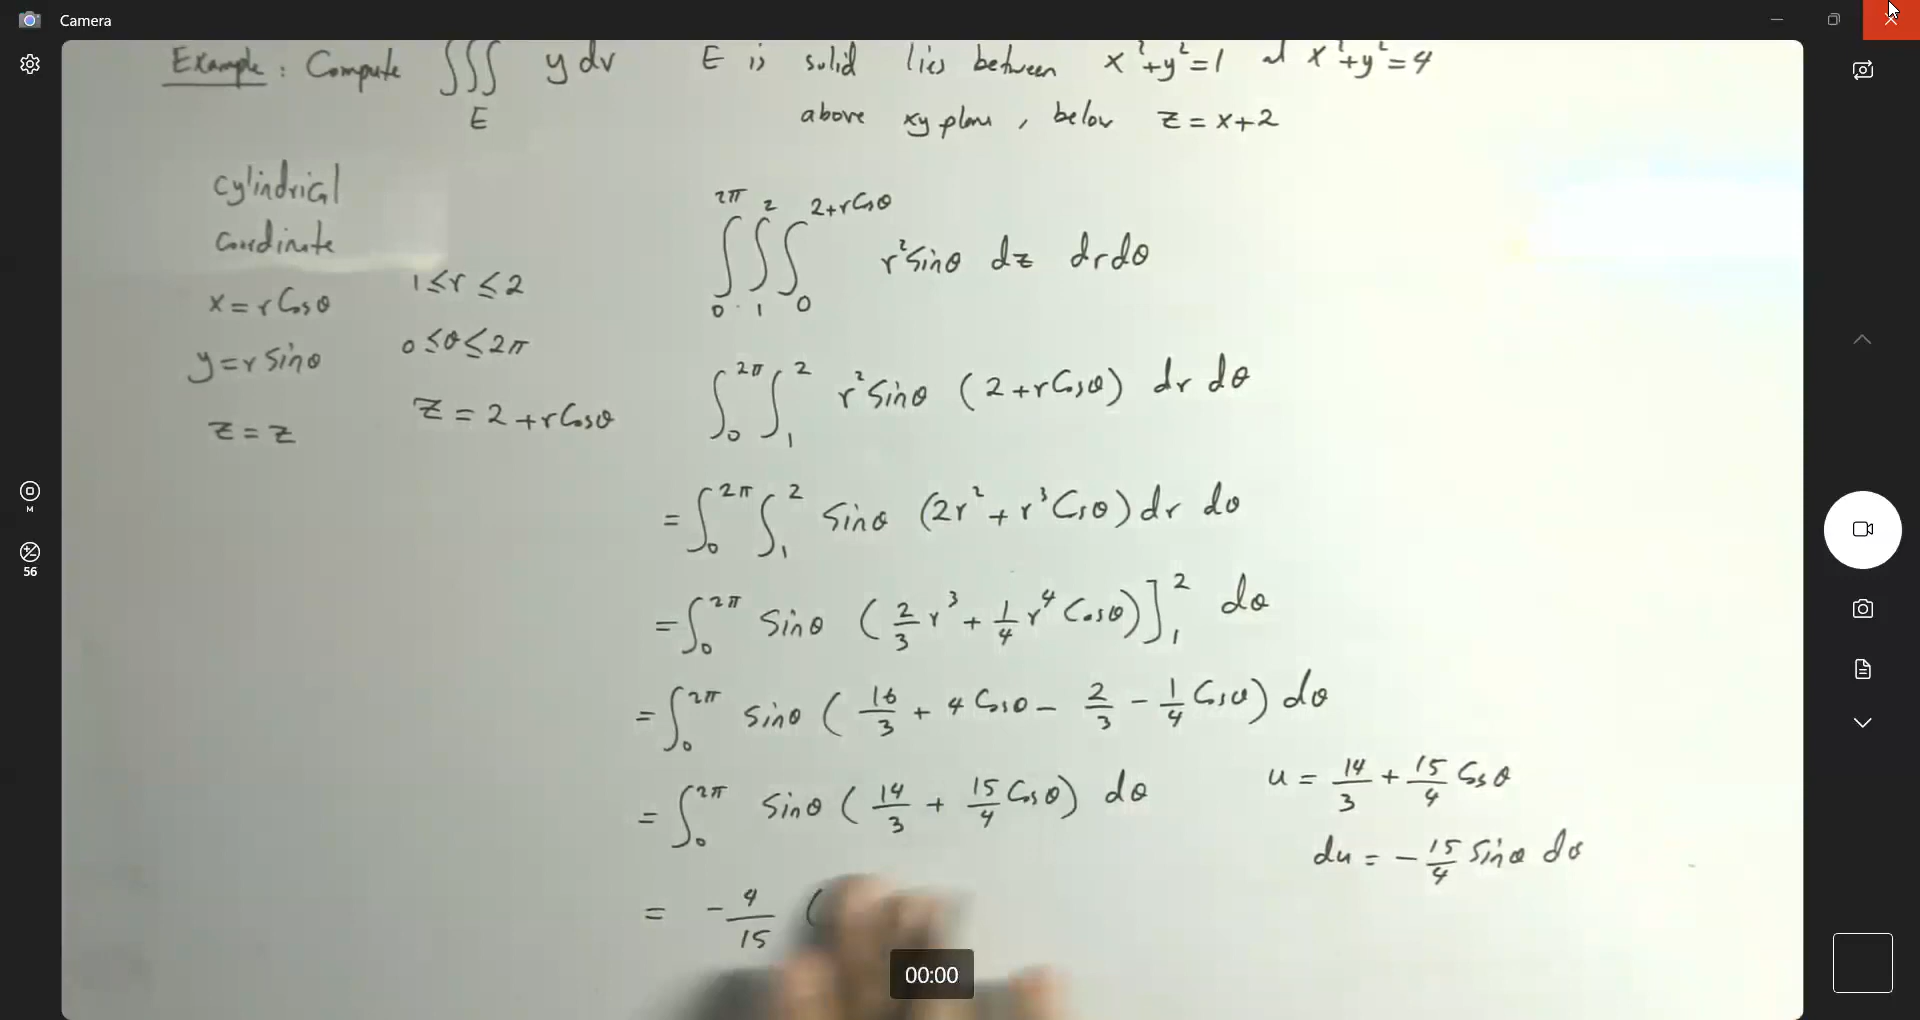 Camera
Example : Compute ∭ y dv E is solid lies between x²+y²=1 and x²+y²=4
E
above xy plane , below z = x+2
cylindrical
coordinate
x = r Cosθ
y = r Sinθ
z = z
1 ≤ r ≤ 2
0 ≤ θ ≤ 2π
z = 2 + r Cosθ
∫₀^2π ∫₁^2 ∫₀^2+rCosθ r² Sinθ dz dr dθ
∫₀^2π ∫₁^2 r² Sinθ (2 + r Cosθ) dr dθ
= ∫₀^2π ∫₁^2 Sinθ (2r² + r³ Cosθ) dr dθ
= ∫₀^2π Sinθ (2/3 r³ + 1/4 r⁴ Cosθ)]₁^2 dθ
= ∫₀^2π Sinθ (16/3 + 4 Cosθ − 2/3 − 1/4 Cosθ) dθ
= ∫₀^2π Sinθ (14/3 + 15/4 Cosθ) dθ
u = 14/3 + 15/4 Cosθ
du = − 15/4 Sinθ dθ
= − 4/15 (
M
56
00:00